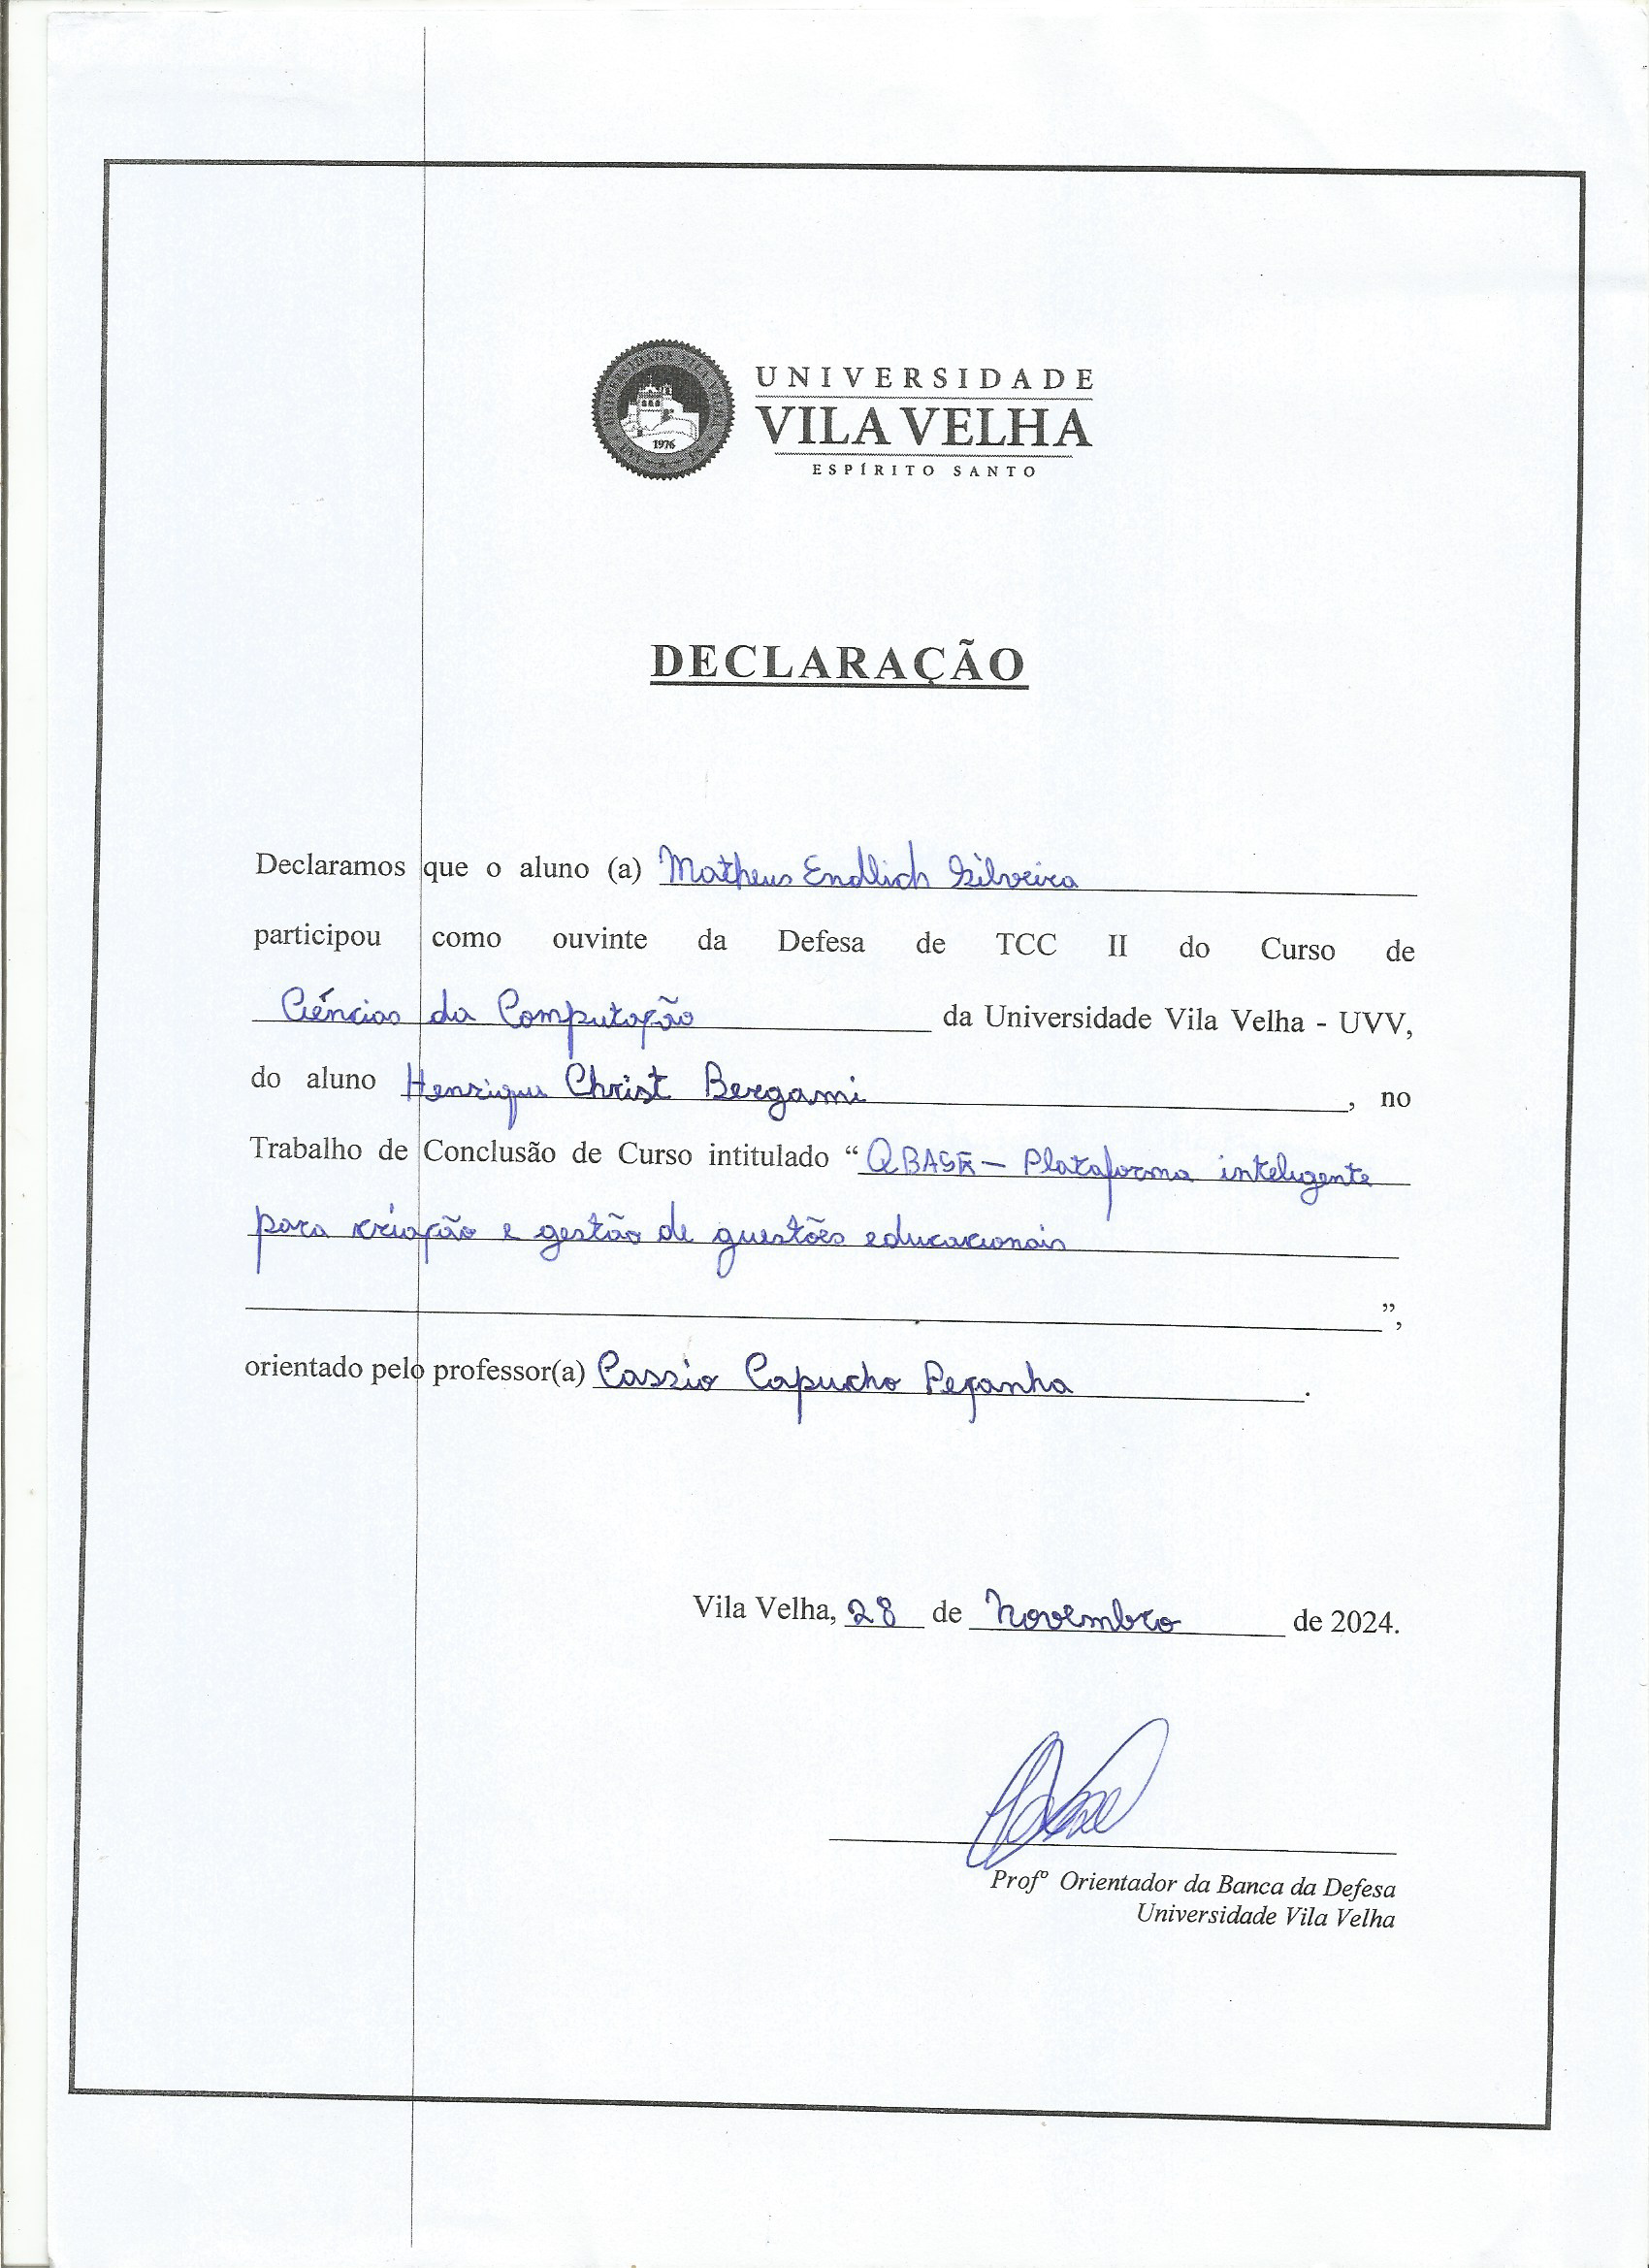 UNIVERSIDADE
VILA VELHA
ESPÍRITO SANTO
1976
DECLARAÇÃO
Declaramos que o aluno (a) Matheus Endlich Silveira
participou como ouvinte da Defesa de TCC II do Curso de
Ciências da Computação da Universidade Vila Velha - UVV,
do aluno Henrique Christ Bergami, no
Trabalho de Conclusão de Curso intitulado “QBASE – Plataforma inteligente
para criação e gestão de questões educacionais
”,
orientado pelo professor(a) Cassio Capucho Peçanha.
Vila Velha, 28 de Novembro de 2024.
Profº Orientador da Banca da Defesa
Universidade Vila Velha